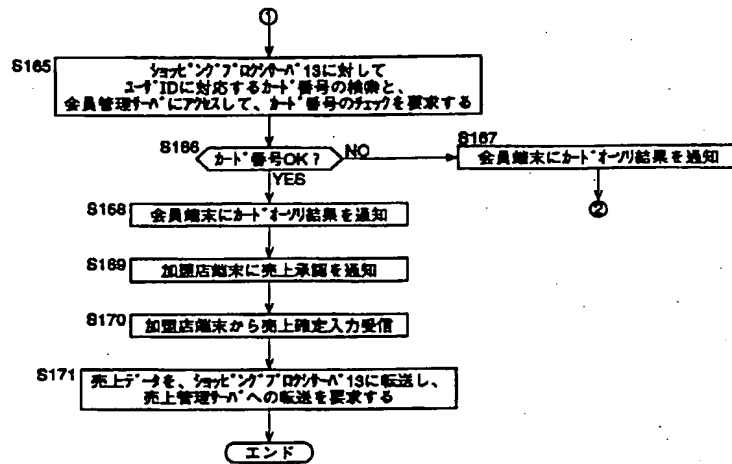 ①
S165
ｼｮｯﾋﾟﾝｸﾞﾌﾟﾛｸｼｻｰﾊﾞ13に対して
ﾕｰｻﾞIDに対応するｶｰﾄﾞ番号の検索と、
会員管理ｻｰﾊﾞにｱｸｾｽして、ｶｰﾄﾞ番号のﾁｪｯｸを要求する
S166
ｶｰﾄﾞ番号OK？
NO
S167
会員端末にｶｰﾄﾞｵｰｿﾘ結果を通知
YES
②
S168
会員端末にｶｰﾄﾞｵｰｿﾘ結果を通知
S169
加盟店端末に売上承認を通知
S170
加盟店端末から売上確定入力受信
S171
売上ﾃﾞｰﾀを、ｼｮｯﾋﾟﾝｸﾞﾌﾟﾛｸｼｻｰﾊﾞ13に転送し、
売上管理ｻｰﾊﾞへの転送を要求する
エンド